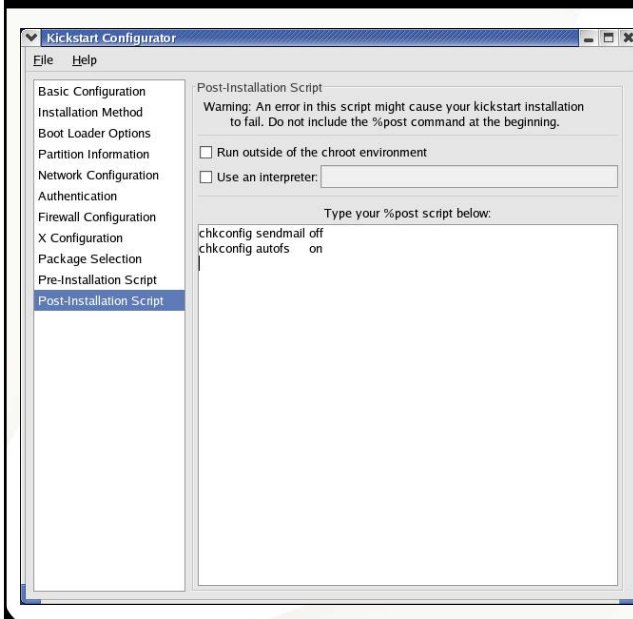 Kickstart Configurator
File Help
Basic Configuration
Installation Method
Boot Loader Options
Partition Information
Network Configuration
Authentication
Firewall Configuration
X Configuration
Package Selection
Pre-Installation Script
Post-Installation Script
Post-Installation Script
Warning: An error in this script might cause your kickstart installation
to fail. Do not include the %post command at the beginning.
Run outside of the chroot environment
Use an interpreter:
Type your %post script below:
chkconfig sendmail off
chkconfig autofs on